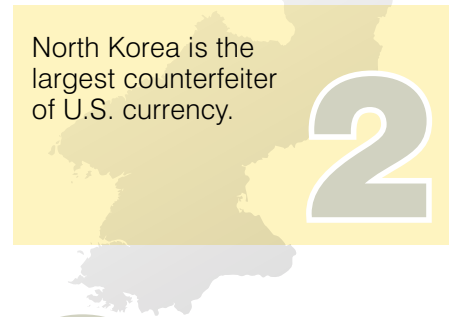 North Korea is the
largest counterfeiter
of U.S. currency.
2